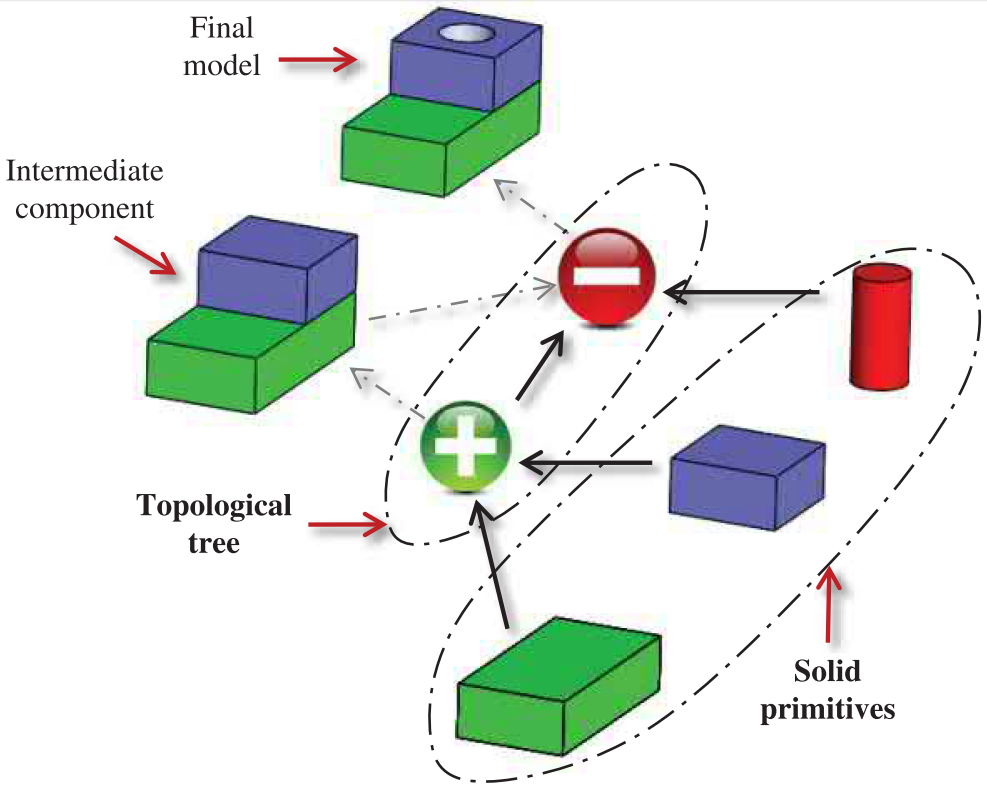 Final
model
Intermediate
component
Topological
tree
Solid
primitives